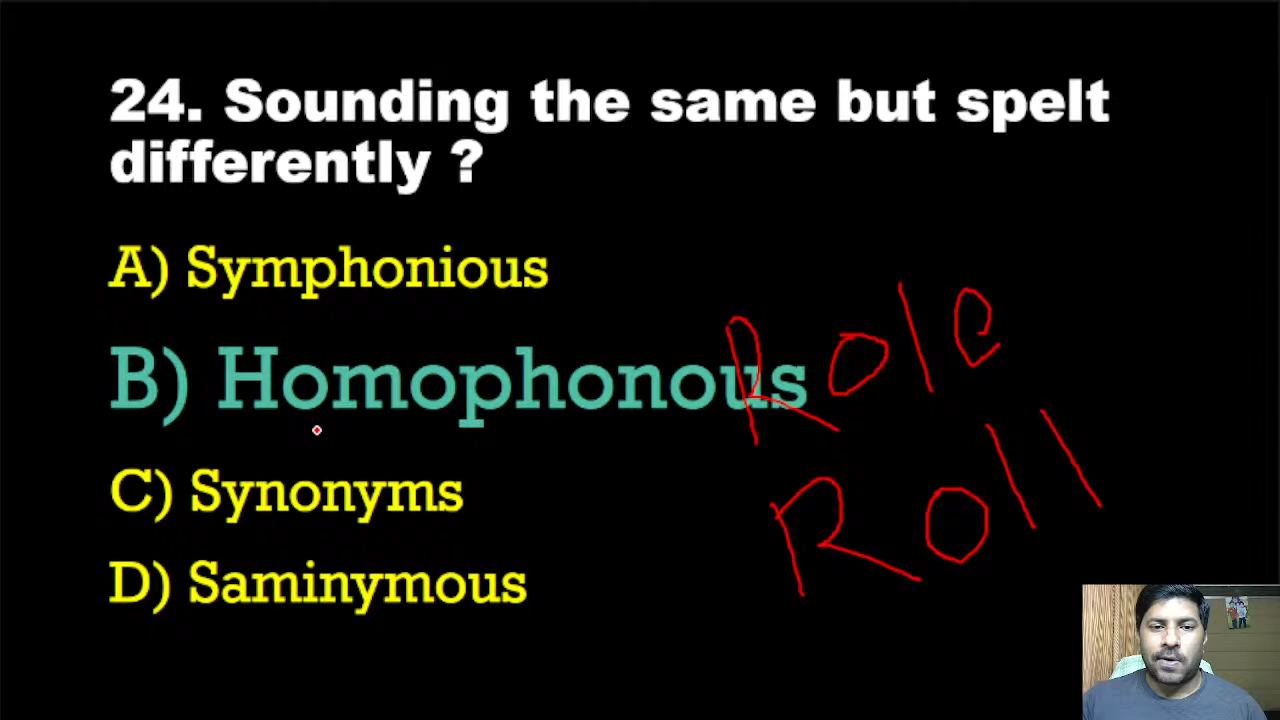 24. Sounding the same but spelt
differently ?
A) Symphonious
B) Homophonous
C) Synonyms
D) Saminymous
Role
Roll